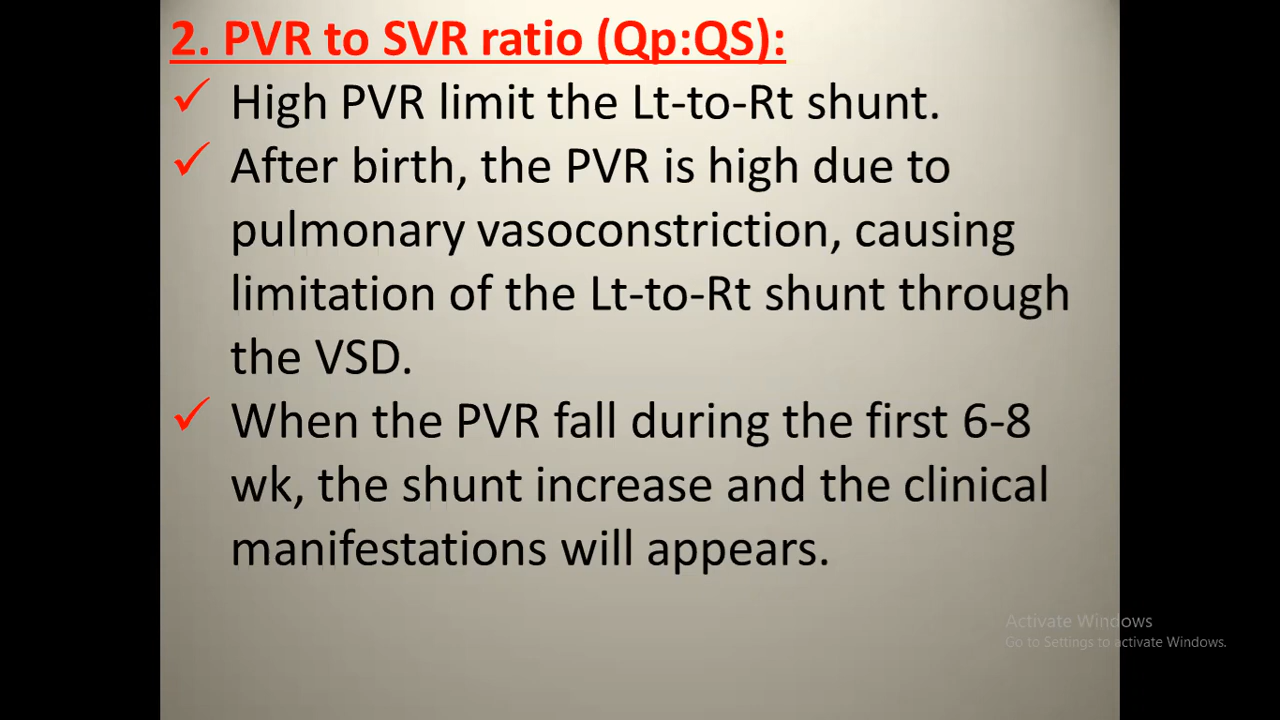 2. PVR to SVR ratio (Qp:QS):
✓ High PVR limit the Lt-to-Rt shunt.
✓ After birth, the PVR is high due to
pulmonary vasoconstriction, causing
limitation of the Lt-to-Rt shunt through
the VSD.
✓ When the PVR fall during the first 6-8
wk, the shunt increase and the clinical
manifestations will appears.
Activate Windows
Go to Settings to activate Windows.